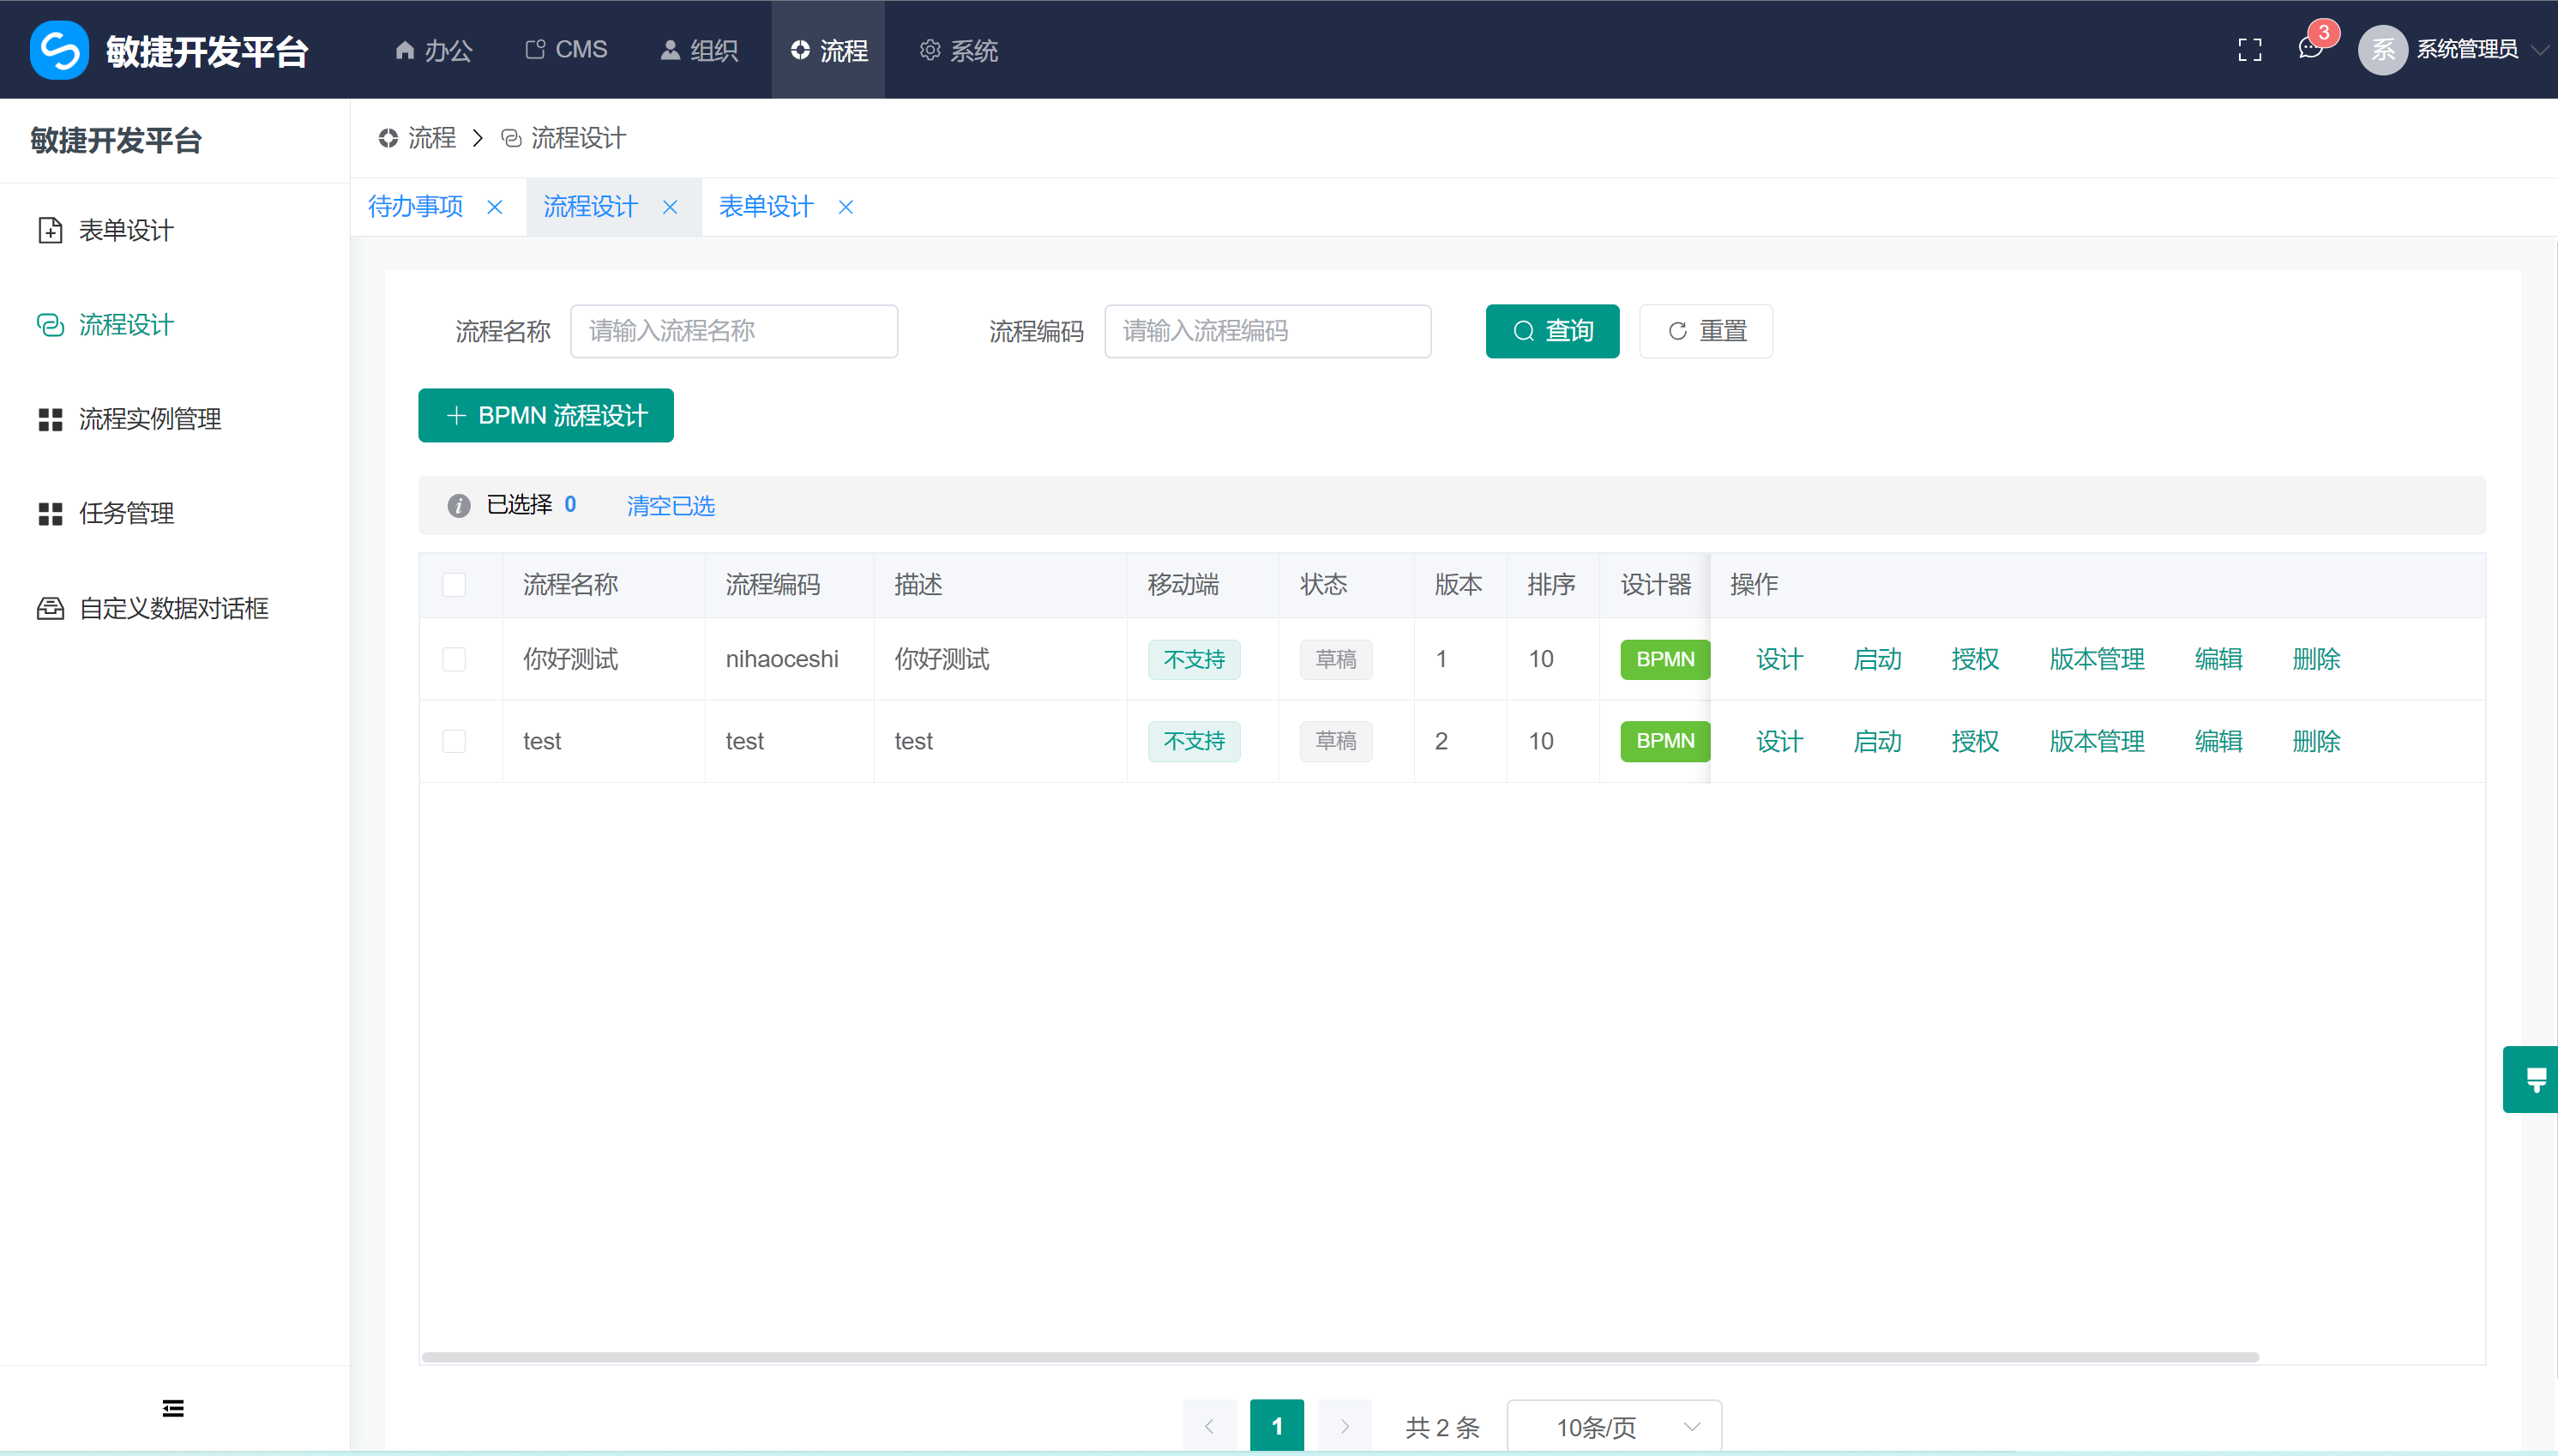 敏捷开发平台 办公 CMS 组织 流程 系统 3 系 系统管理员
敏捷开发平台
流程 流程设计
待办事项 流程设计 表单设计
表单设计
流程设计
流程实例管理
任务管理
自定义数据对话框
流程名称 请输入流程名称 流程编码 请输入流程编码 查询 重置
BPMN 流程设计
已选择 0 清空已选
流程名称 流程编码 描述 移动端 状态 版本 排序 设计器 操作
你好测试 nihaoceshi 你好测试 不支持 草稿 1 10 BPMN 设计 启动 授权 版本管理 编辑 删除
test test test 不支持 草稿 2 10 BPMN 设计 启动 授权 版本管理 编辑 删除
1 共 2 条 10条/页